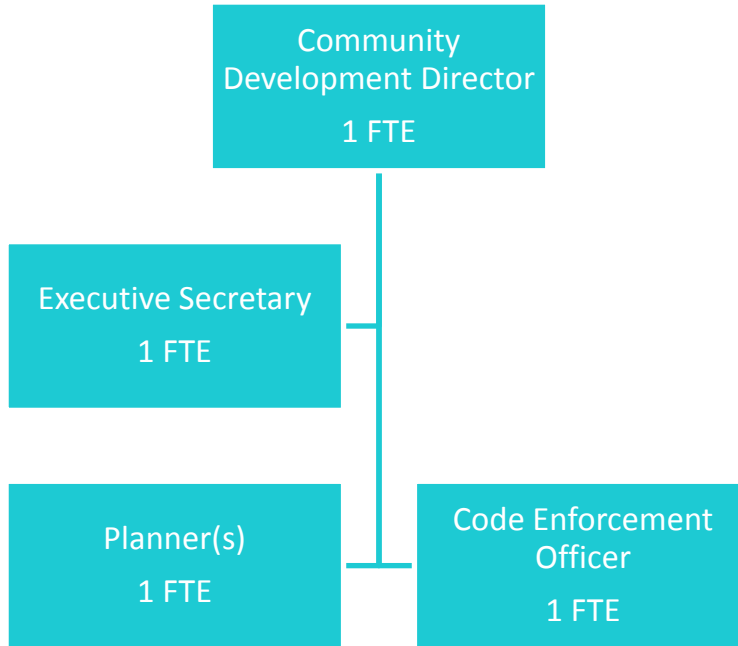 Community
Development Director
1 FTE
Executive Secretary
1 FTE
Planner(s)
1 FTE
Code Enforcement
Officer
1 FTE